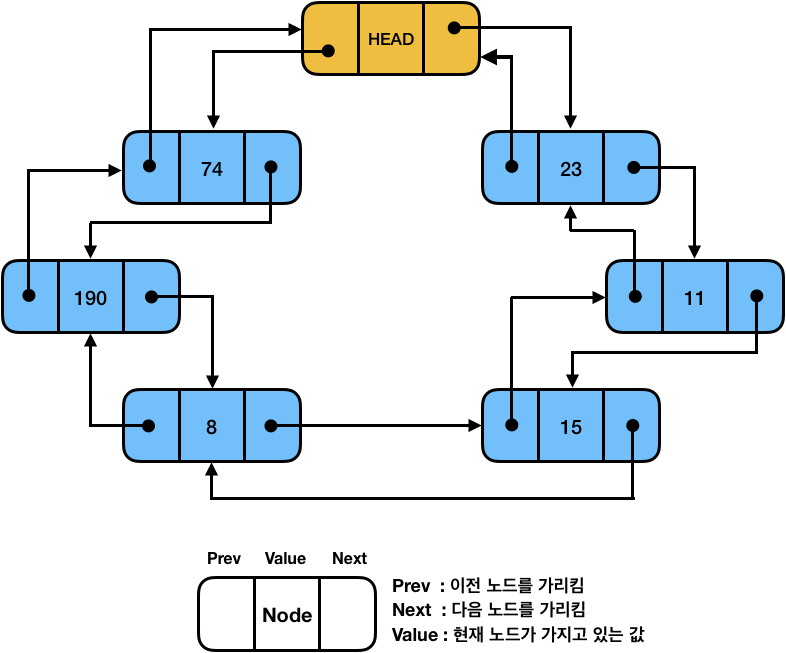 HEAD
74
23
190
11
8
15
Prev Value Next
Node
Prev : 이전 노드를 가리킴
Next : 다음 노드를 가리킴
Value : 현재 노드가 가지고 있는 값